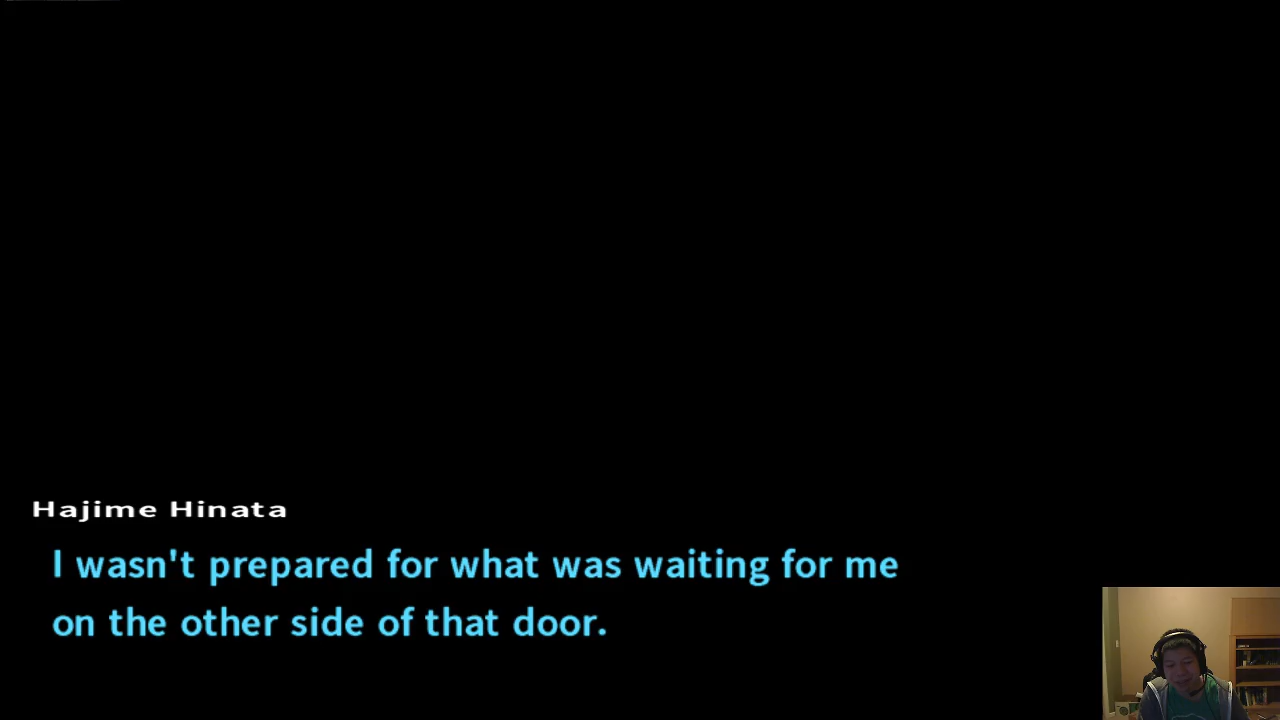 Hajime Hinata
I wasn't prepared for what was waiting for me
on the other side of that door.